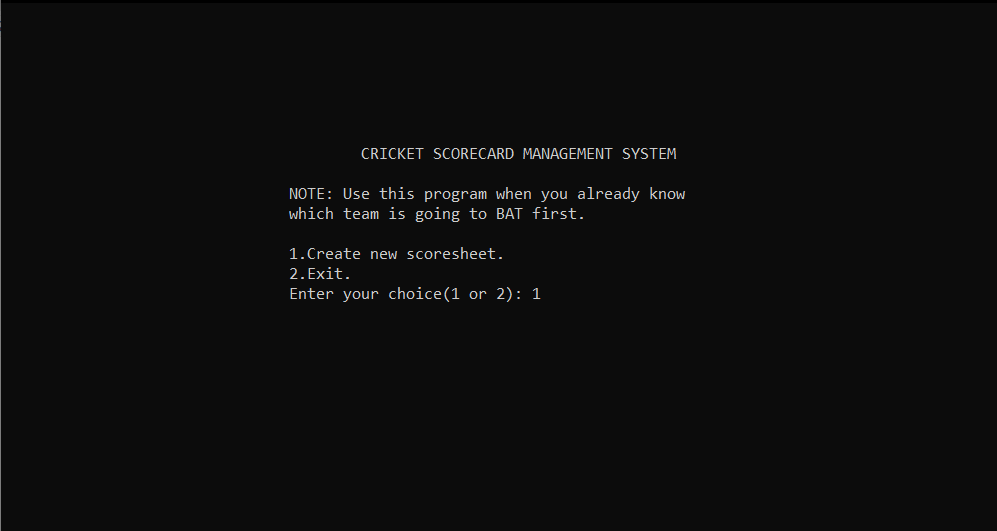 CRICKET SCORECARD MANAGEMENT SYSTEM
NOTE: Use this program when you already know
which team is going to BAT first.
1.Create new scoresheet.
2.Exit.
Enter your choice(1 or 2): 1